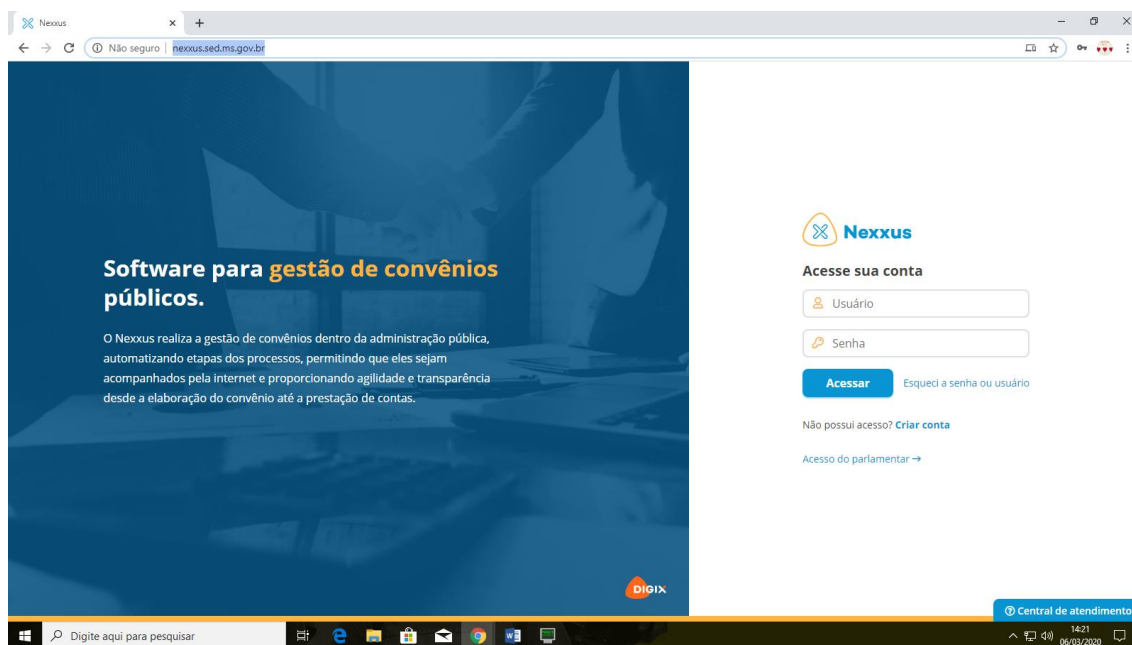 Nexxus
Não seguro | nexxus.sed.ms.gov.br
Software para gestão de convênios
públicos.
O Nexxus realiza a gestão de convênios dentro da administração pública,
automatizando etapas dos processos, permitindo que eles sejam
acompanhados pela internet e proporcionando agilidade e transparência
desde a elaboração do convênio até a prestação de contas.
DIGIX
Nexxus
Acesse sua conta
Usuário
Senha
Acessar Esqueci a senha ou usuário
Não possui acesso? Criar conta
Acesso do parlamentar →
Central de atendimento
Digite aqui para pesquisar
14:21
06/03/2020